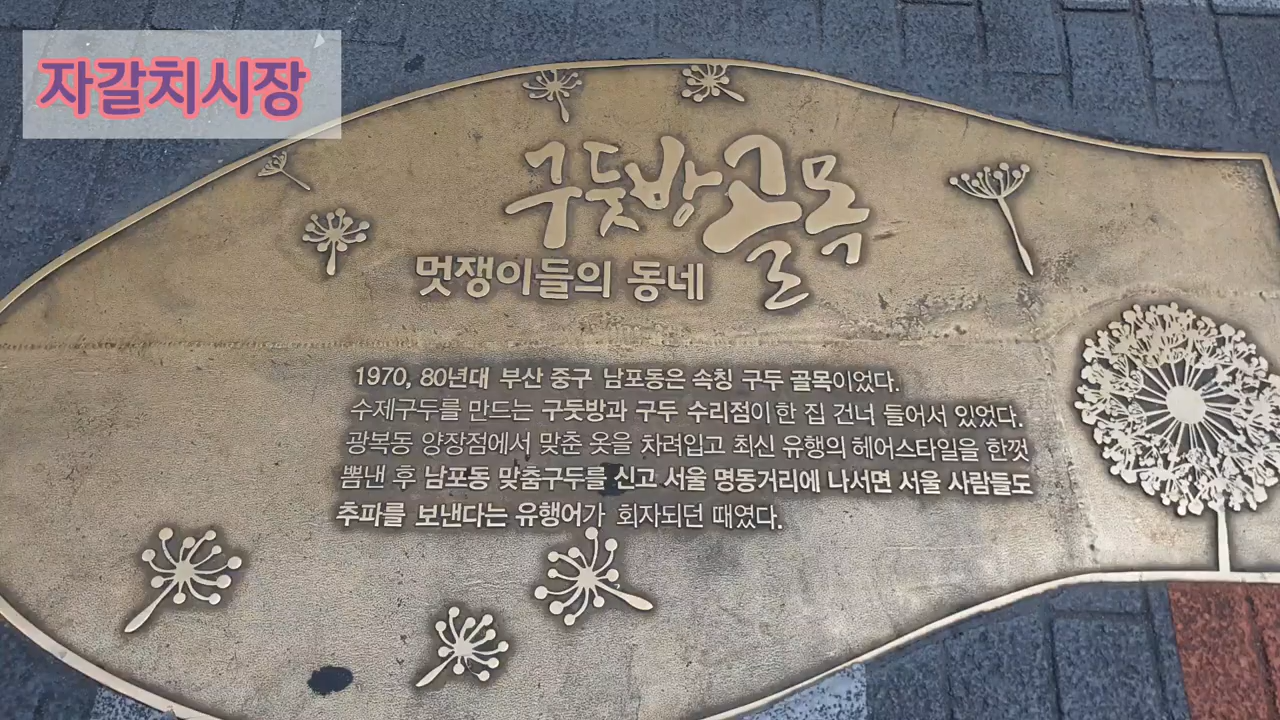 자갈치시장
구둣방골목
멋쟁이들의 동네
1970, 80년대 부산 중구 남포동은 속칭 구두 골목이었다.
수제구두를 만드는 구둣방과 구두 수리점이 한 집 건너 들어서 있었다.
광복동 양장점에서 맞춘 옷을 차려입고 최신 유행의 헤어스타일을 한껏
뽐낸 후 남포동 맞춤구두를 신고 서울 명동거리에 나서면 서울 사람들도
추파를 보낸다는 유행어가 회자되던 때였다.